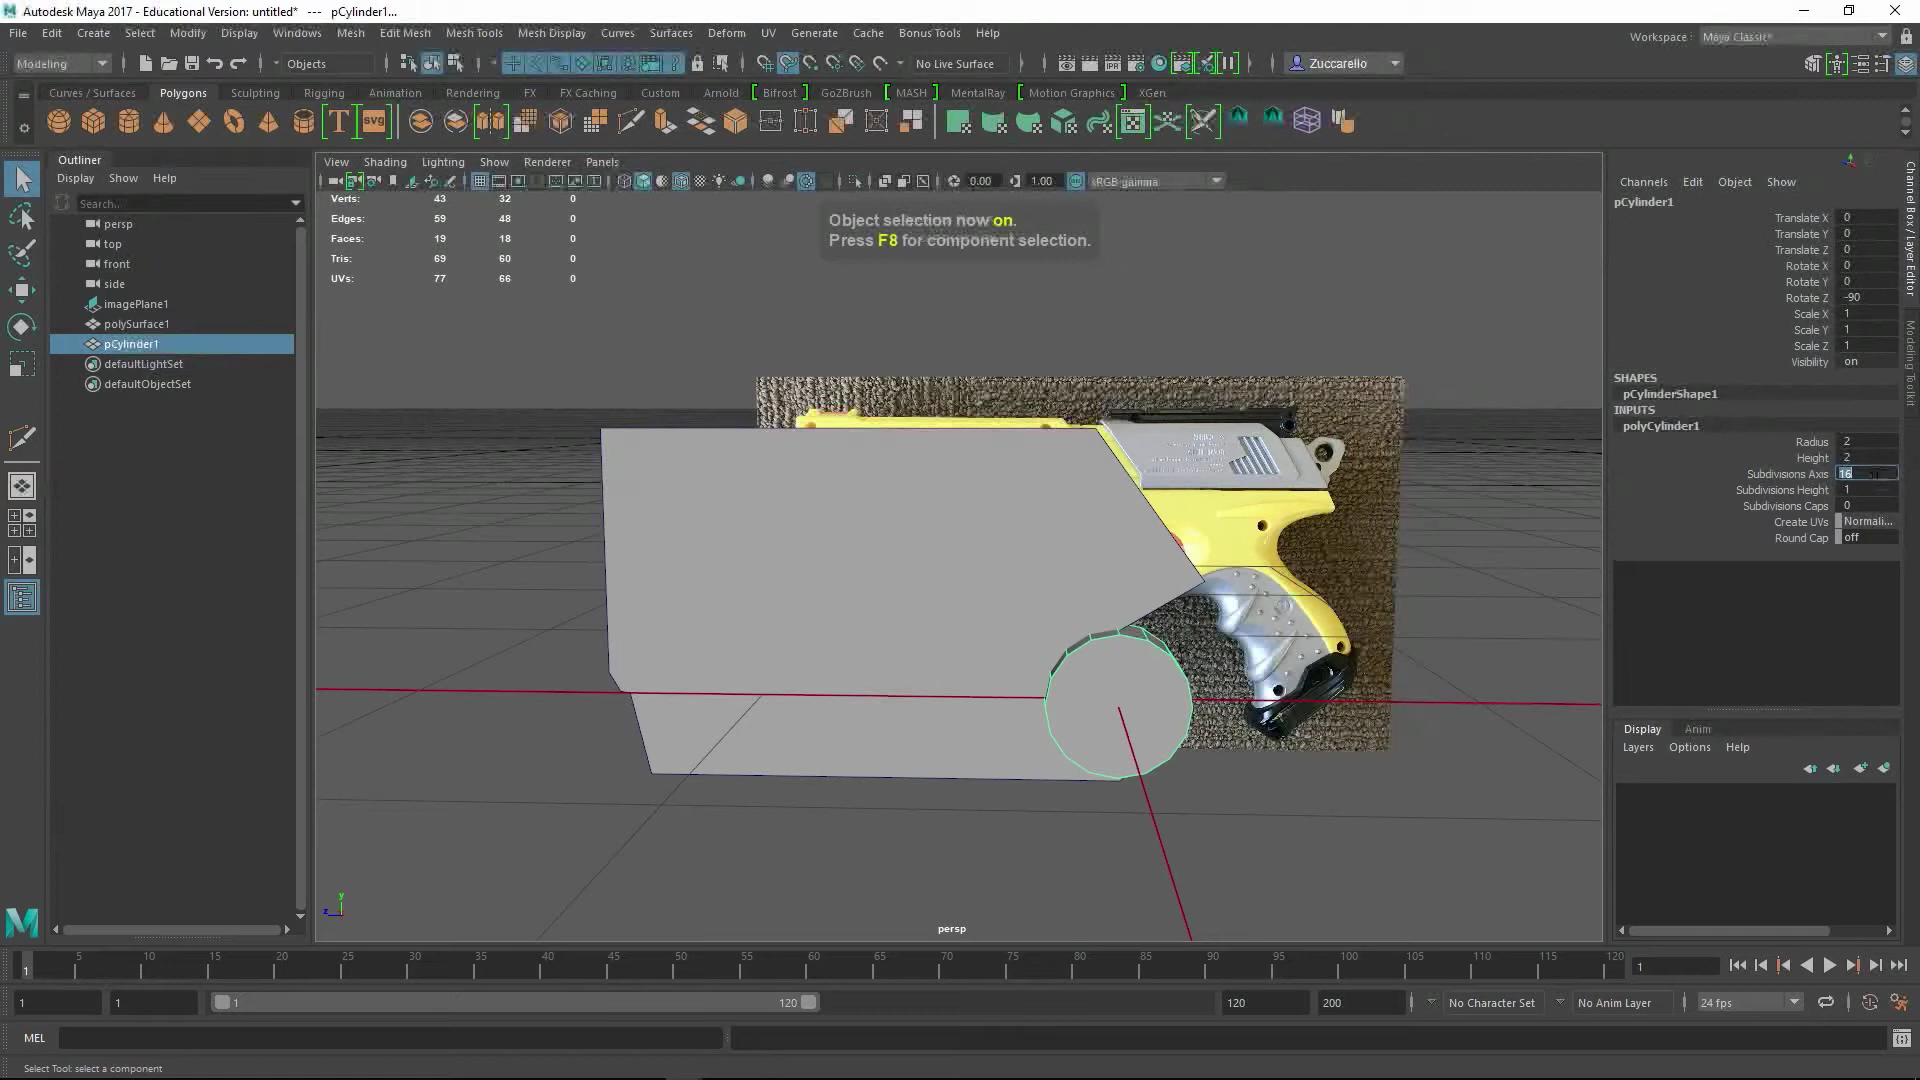 Autodesk Maya 2017 - Educational Version: untitled*   ---   pCylinder1...
File Edit Create Select Modify Display Windows Mesh Edit Mesh Mesh Tools Mesh Display Curves Surfaces Deform UV Generate Cache Bonus Tools Help
Workspace : Maya Classic*
Modeling Objects No Live Surface Zuccarello
Curves / Surfaces Polygons Sculpting Rigging Animation Rendering FX FX Caching Custom Arnold Bifrost GoZBrush MASH MentalRay Motion Graphics XGen
T SVG
Outliner
Display Show Help
Search...
persp
top
front
side
imagePlane1
polySurface1
pCylinder1
defaultLightSet
defaultObjectSet
View Shading Lighting Show Renderer Panels
0.00 1.00 sRGB gamma
Verts: 43 32 0
Edges: 59 48 0
Faces: 19 18 0
Tris: 69 60 0
UVs: 77 66 0
Object selection now on.
Press F8 for component selection.
y
z
persp
Channels Edit Object Show
pCylinder1
Translate X 0
Translate Y 0
Translate Z 0
Rotate X 0
Rotate Y 0
Rotate Z -90
Scale X 1
Scale Y 1
Scale Z 1
Visibility on
SHAPES
pCylinderShape1
INPUTS
polyCylinder1
Radius 2
Height 2
Subdivisions Axis 16
Subdivisions Height 1
Subdivisions Caps 0
Create UVs Normali...
Round Cap off
Channel Box / Layer Editor
Modeling Toolkit
Display Anim
Layers Options Help
1 5 10 15 20 25 30 35 40 45 50 55 60 65 70 75 80 85 90 95 100 105 110 115 120
1
1 1 1 120 120 200 No Character Set No Anim Layer 24 fps
MEL
Select Tool: select a component